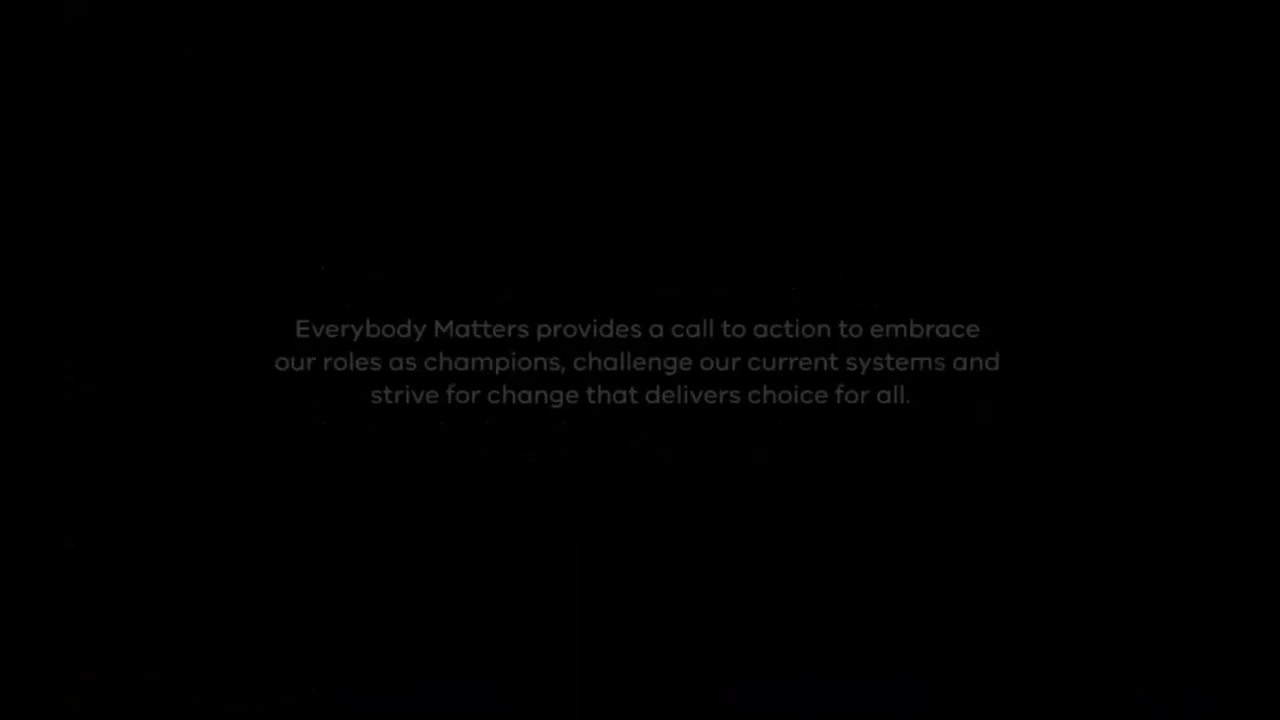 Everybody Matters provides a call to action to embrace
our roles as champions, challenge our current systems and
strive for change that delivers choice for all.